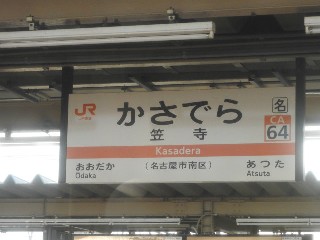 JR
かさでら
名
笠寺
CA
64
Kasadera
おおだか
(名古屋市南区)
あつた
Odaka
Atsuta